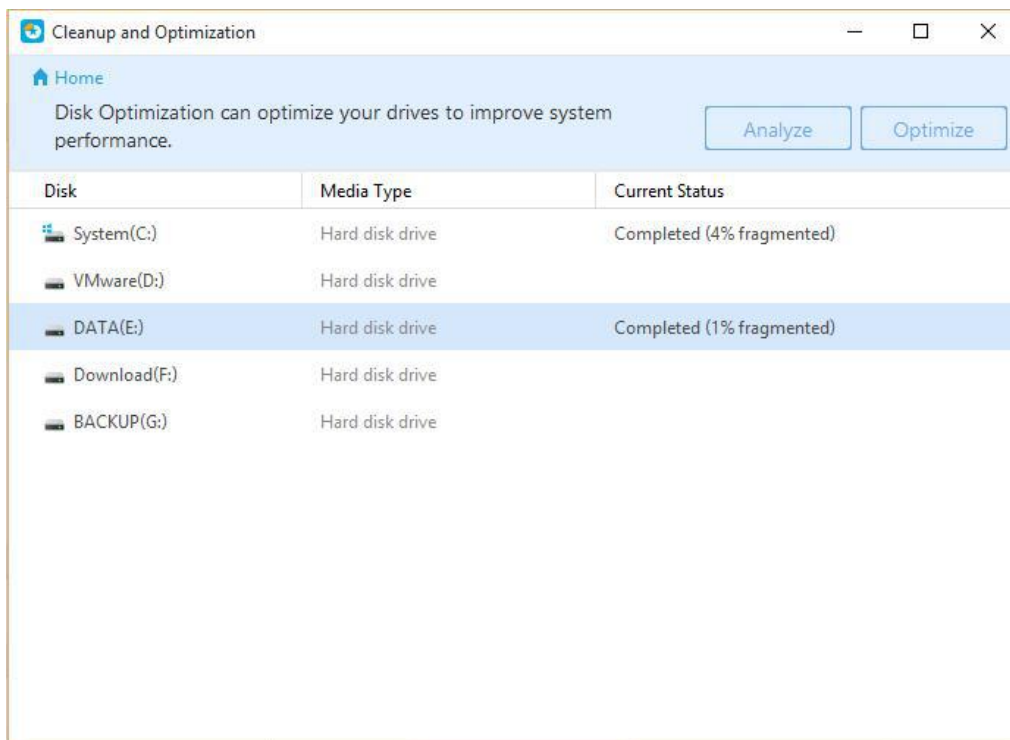 Cleanup and Optimization
Home
Disk Optimization can optimize your drives to improve system
performance.
Analyze Optimize
Disk Media Type Current Status
System(C:) Hard disk drive Completed (4% fragmented)
VMware(D:) Hard disk drive
DATA(E:) Hard disk drive Completed (1% fragmented)
Download(F:) Hard disk drive
BACKUP(G:) Hard disk drive